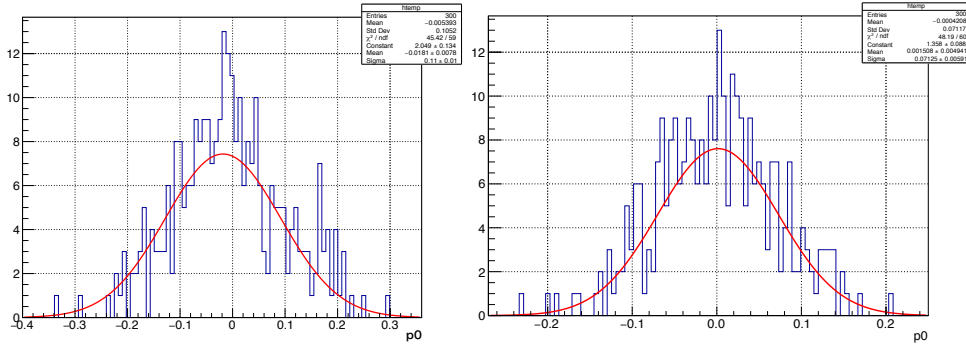 htemp
Entries 300
Mean −0.005393
Std Dev 0.1052
χ² / ndf 45.42 / 59
Constant 2.049 ± 0.134
Mean −0.0181 ± 0.0078
Sigma 0.11 ± 0.01
12
10
8
6
4
2
0
−0.4 −0.3 −0.2 −0.1 0 0.1 0.2 0.3
p0
htemp
Entries 300
Mean −0.0004208
Std Dev 0.07117
χ² / ndf 48.19 / 60
Constant 1.358 ± 0.088
Mean 0.001508 ± 0.004941
Sigma 0.07125 ± 0.00591
12
10
8
6
4
2
0
−0.2 −0.1 0.0 0.1 0.2
p0